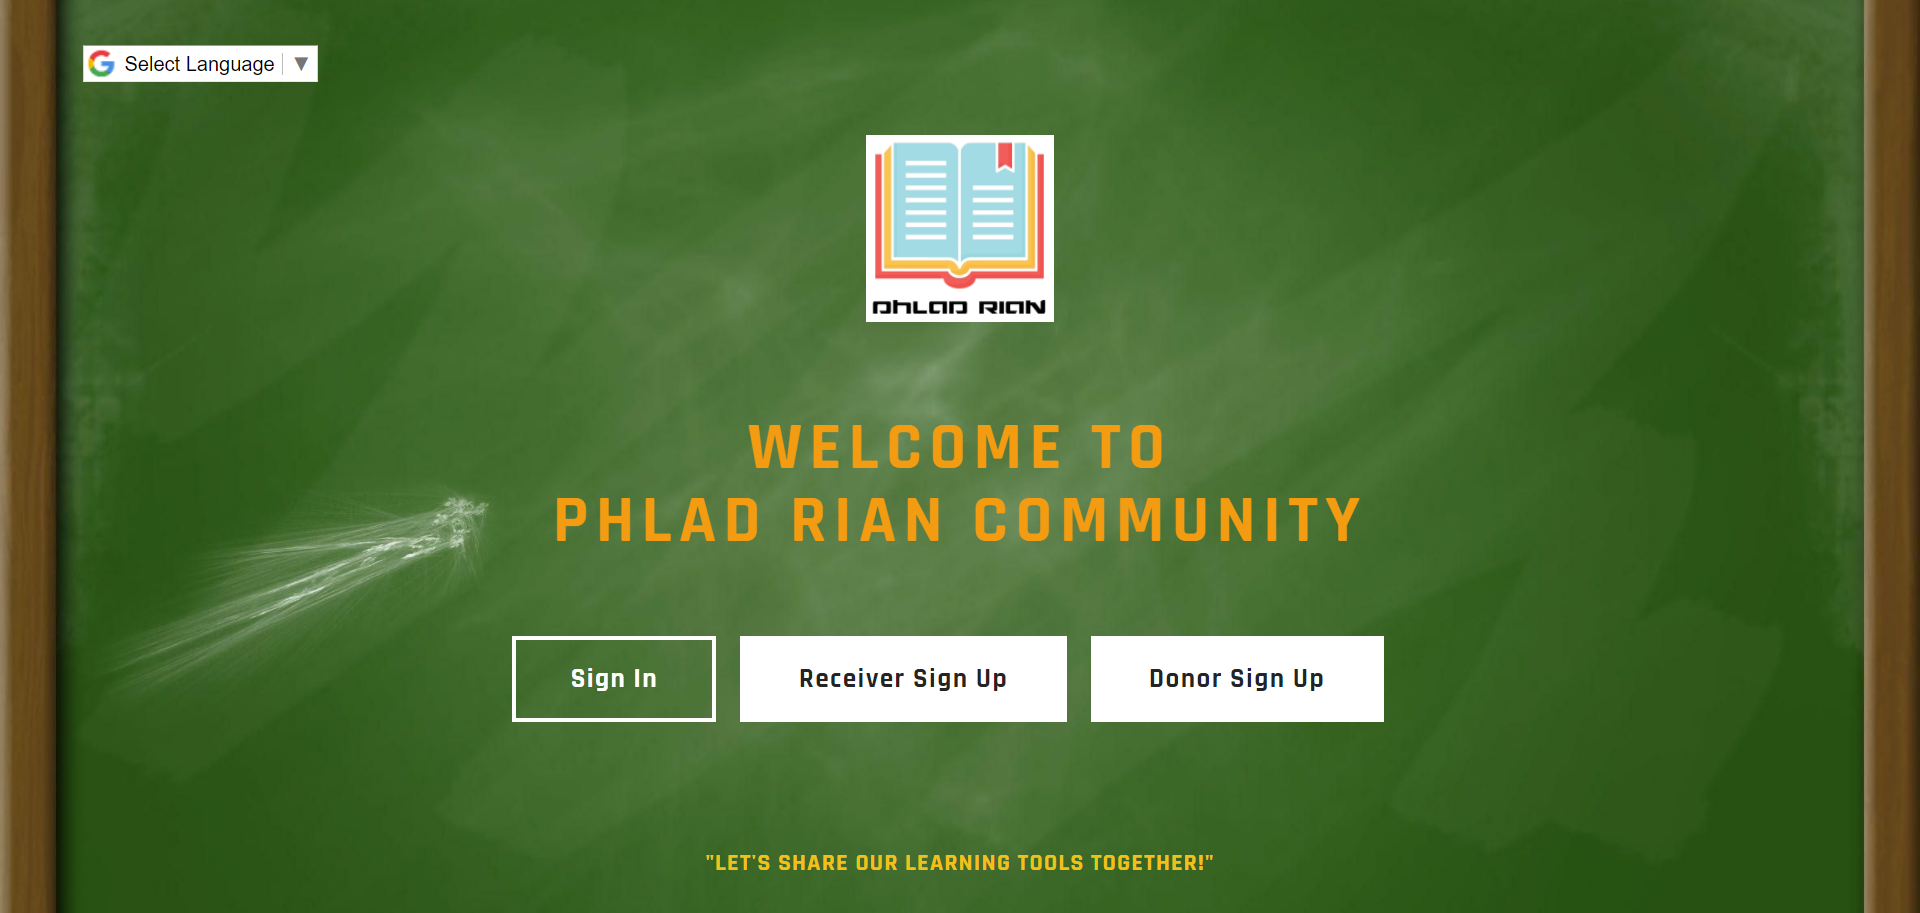 Select Language ▼
PHLAD RIAN
WELCOME TO
PHLAD RIAN COMMUNITY
Sign In
Receiver Sign Up
Donor Sign Up
"LET'S SHARE OUR LEARNING TOOLS TOGETHER!"